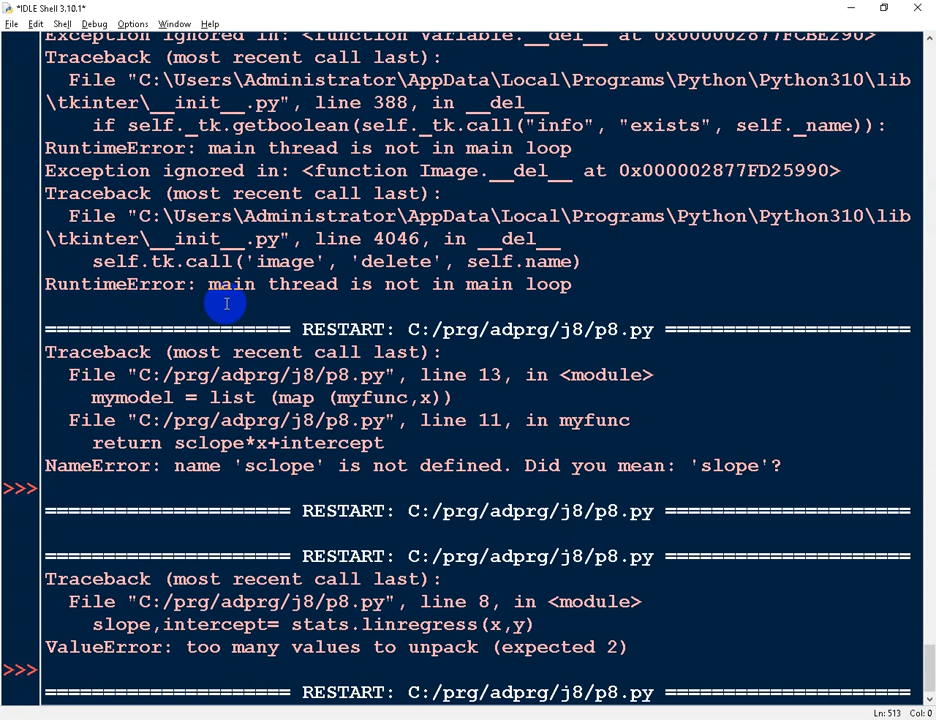 *IDLE Shell 3.10.1*
File Edit Shell Debug Options Window Help
Exception ignored in: <function Variable.__del__ at 0x000002877FCBE290>
Traceback (most recent call last):
  File "C:\Users\Administrator\AppData\Local\Programs\Python\Python310\lib
\tkinter\__init__.py", line 388, in __del__
    if self._tk.getboolean(self._tk.call("info", "exists", self._name)):
RuntimeError: main thread is not in main loop
Exception ignored in: <function Image.__del__ at 0x000002877FD25990>
Traceback (most recent call last):
  File "C:\Users\Administrator\AppData\Local\Programs\Python\Python310\lib
\tkinter\__init__.py", line 4046, in __del__
    self.tk.call('image', 'delete', self.name)
RuntimeError: main thread is not in main loop
===================== RESTART: C:/prg/adprg/j8/p8.py =====================
Traceback (most recent call last):
  File "C:/prg/adprg/j8/p8.py", line 13, in <module>
    mymodel = list (map (myfunc,x))
  File "C:/prg/adprg/j8/p8.py", line 11, in myfunc
    return sclope*x+intercept
NameError: name 'sclope' is not defined. Did you mean: 'slope'?
>>>
===================== RESTART: C:/prg/adprg/j8/p8.py =====================
===================== RESTART: C:/prg/adprg/j8/p8.py =====================
Traceback (most recent call last):
  File "C:/prg/adprg/j8/p8.py", line 8, in <module>
    slope,intercept= stats.linregress(x,y)
ValueError: too many values to unpack (expected 2)
>>>
===================== RESTART: C:/prg/adprg/j8/p8.py =====================
Ln: 513 Col: 0